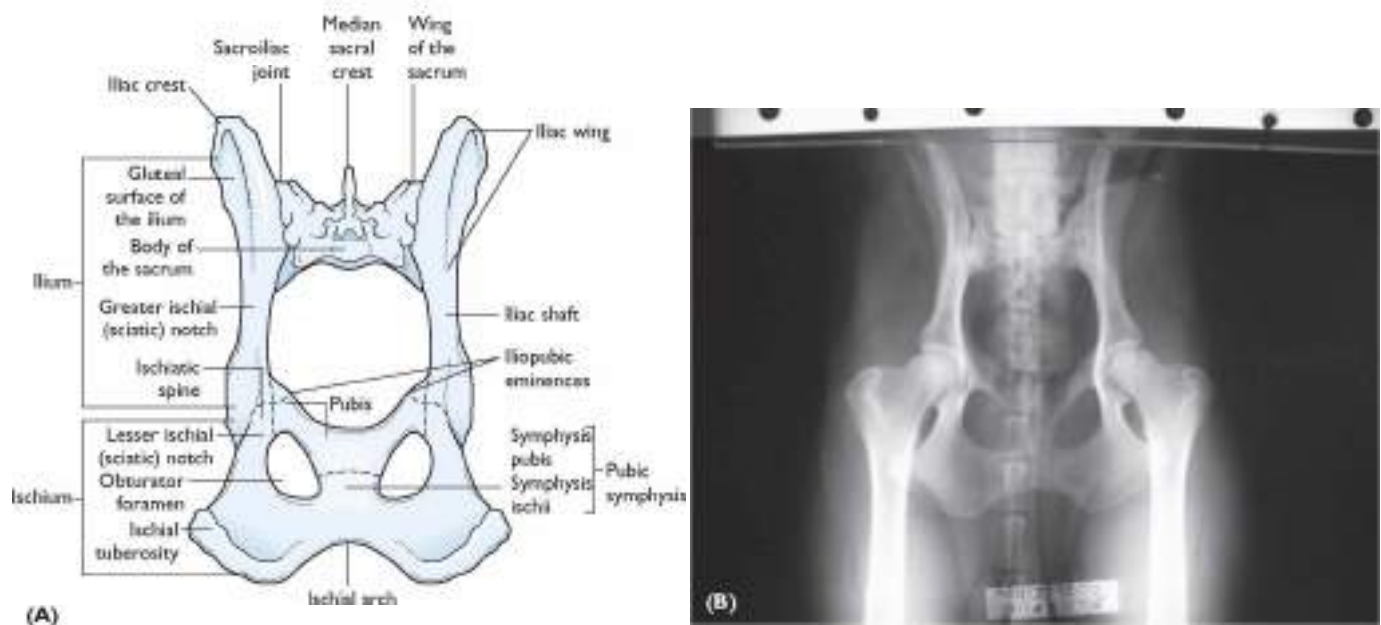 Sacroiliac
joint
Median
sacral
crest
Wing
of the
sacrum
Iliac crest
Iliac wing
Gluteal
surface of
the ilium
Body of
the sacrum
Ilium
Greater ischial
(sciatic) notch
Iliac shaft
Ischiatic
spine
Iliopubic
eminences
Pubis
Lesser ischial
(sciatic) notch
Obturator
foramen
Ischium
Ischial
tuberosity
Symphysis
pubis
Symphysis
ischii
Pubic
symphysis
Ischial arch
(A)
(B)